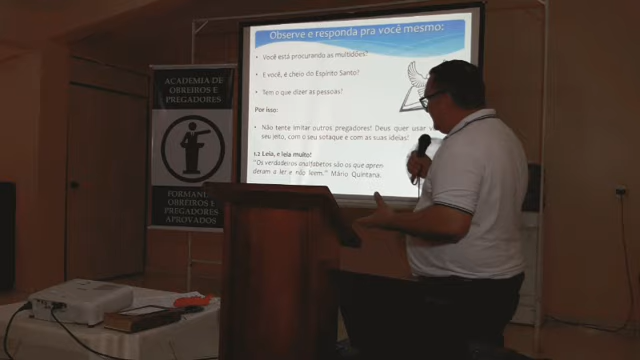 Observe e responda pra você mesmo:
• Você está procurando as multidões?
• E você, é cheio do Espírito Santo?
• Tem o que dizer as pessoas?
Por isso:
• Não tente imitar outros pregadores! Deus quer usar
seu jeito, com o seu sotaque e com as suas ideias!
1.2 Leia, e leia muito!
"Os verdadeiros analfabetos são os que apren-
deram a ler e não leem." Mário Quintana.
ACADEMIA DE
OBREIROS E
PREGADORES
OBREIROS E
PREGADORES
APROVADOS